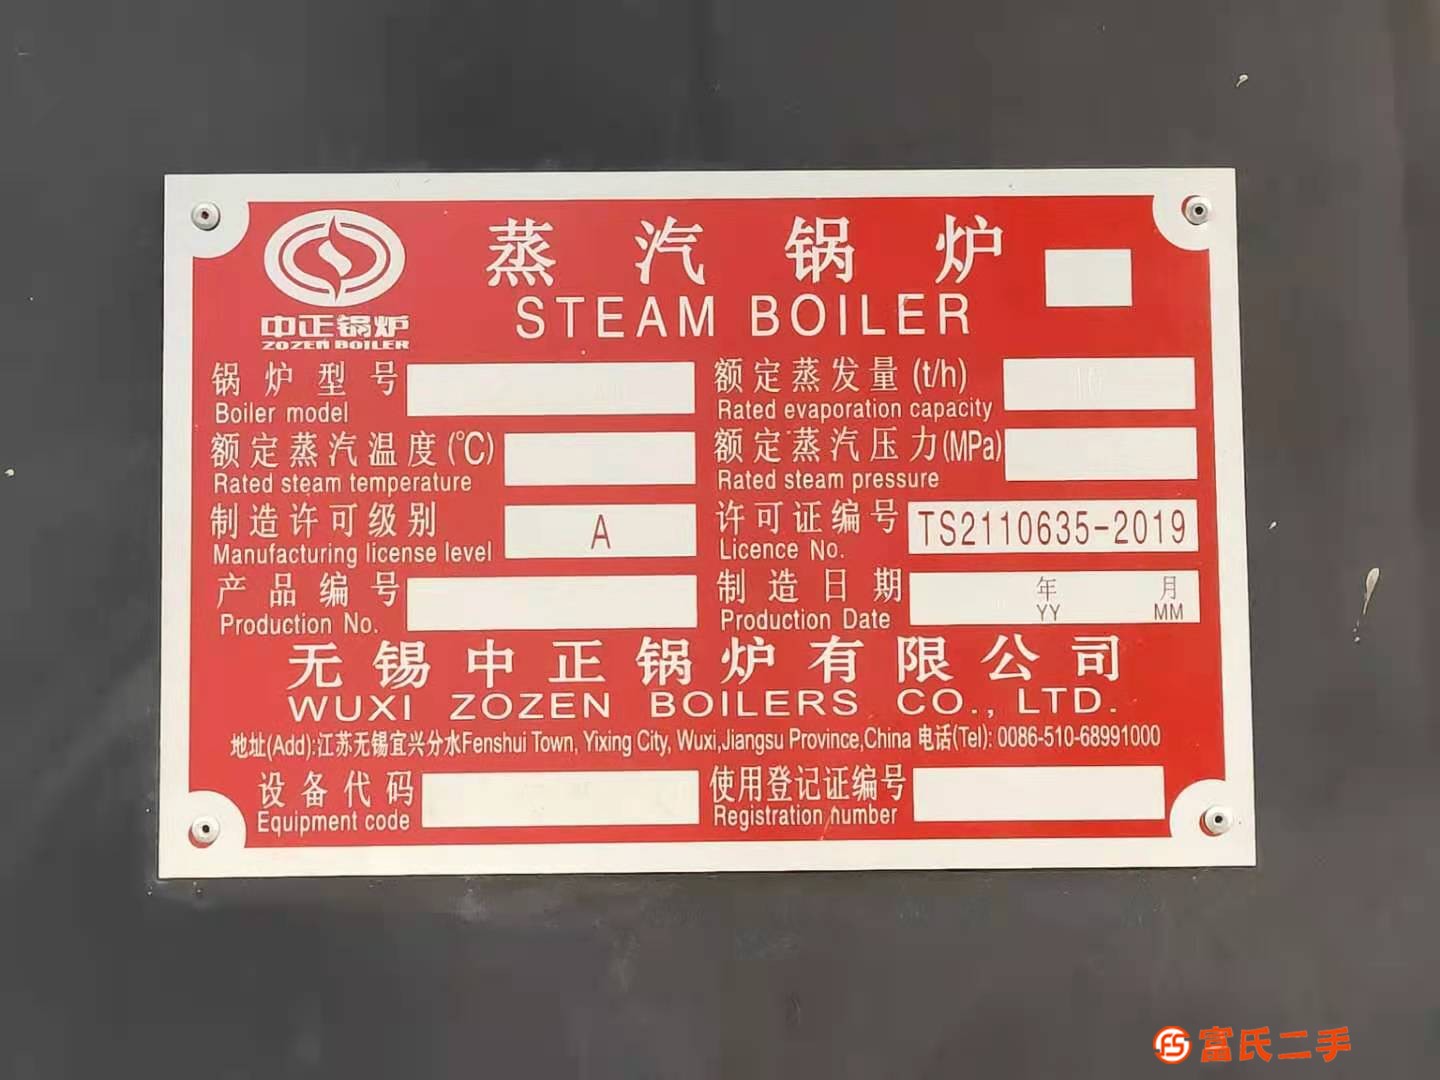 蒸汽锅炉
STEAM BOILER
中正锅炉
ZOZEN BOILER
锅炉型号
Boiler model
额定蒸发量(t/h)
Rated evaporation capacity
额定蒸汽温度(℃)
Rated steam temperature
额定蒸汽压力(MPa)
Rated steam pressure
制造许可级别 A
Manufacturing license level
许可证编号 TS2110635-2019
Licence No.
产品编号
Production No.
制造日期 年 月
Production Date YY MM
无锡中正锅炉有限公司
WUXI ZOZEN BOILERS CO., LTD.
地址(Add):江苏无锡宜兴分水Fenshui Town, Yixing City, Wuxi,Jiangsu Province,China 电话(Tel): 0086-510-68991000
设备代码
Equipment code
使用登记证编号
Registration number
FS 富氏二手